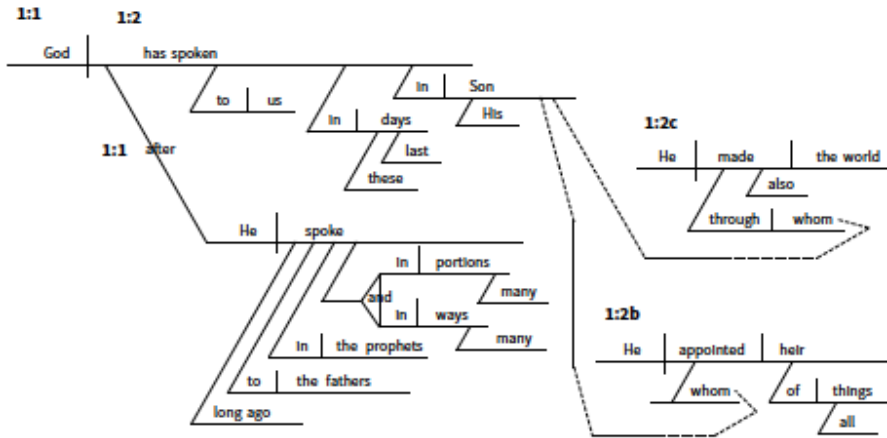 1:1 1:2
God has spoken
to us
in days
last
these
in Son
His
1:1 after
He spoke
in portions
many
and
in ways
many
in the prophets
to the fathers
long ago
1:2c
He made the world
also
through whom
1:2b
He appointed heir
whom
of things
all